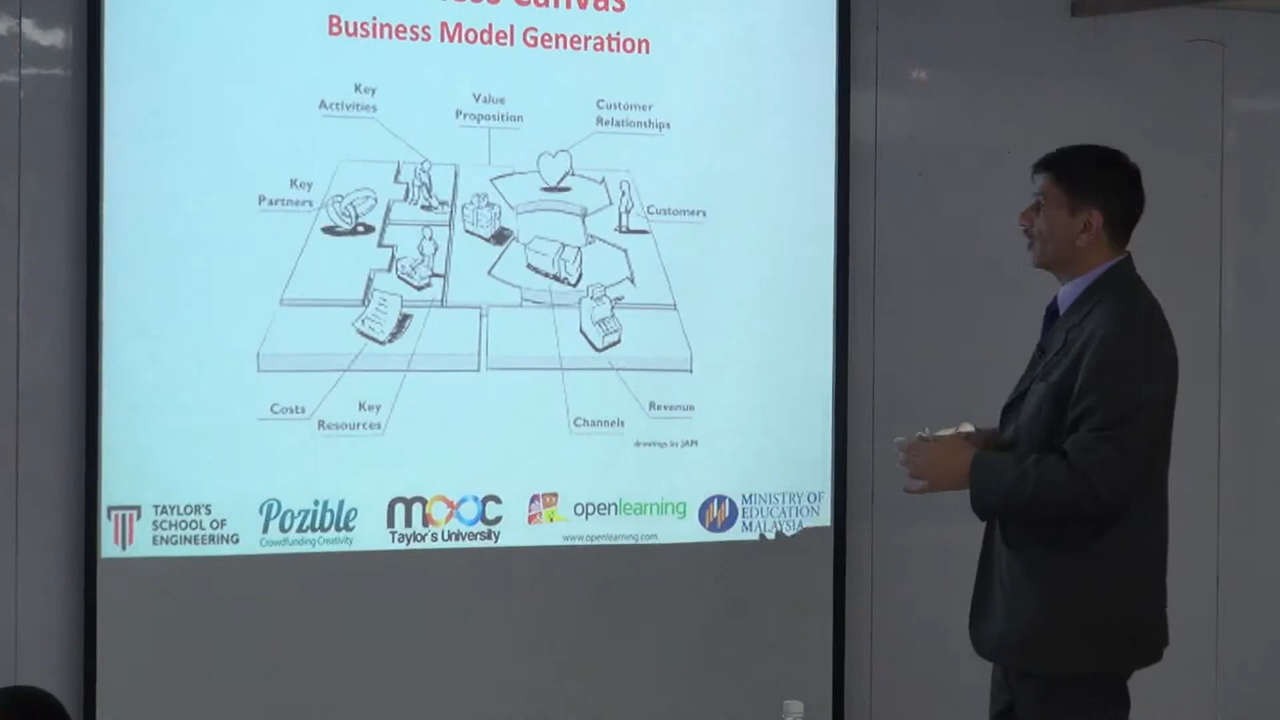 Canvas
Business Model Generation
Key
Activities
Value
Proposition
Customer
Relationships
Key
Partners
Customers
Costs
Key
Resources
Channels
Revenue
drawings by JAM
TAYLOR'S
SCHOOL OF
ENGINEERING
Pozible
Crowdfunding Creativity
mooc
Taylor's University
openlearning
www.openlearning.com
MINISTRY OF
EDUCATION
MALAYSIA